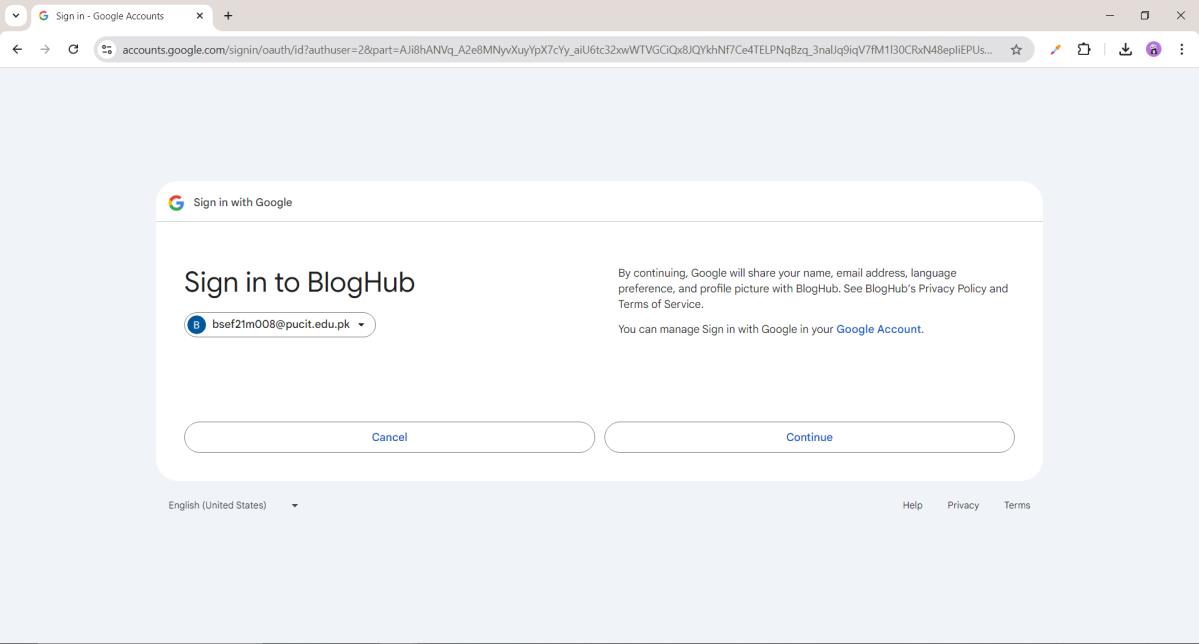 Sign in - Google Accounts
accounts.google.com/signin/oauth/id?authuser=2&part=AJi8hANVq_A2e8MNyvXuyYpX7cYy_aiU6tc32xwWTVGCiQx8JQYkhNf7Ce4TELPNqBzq_3nalJq9iqV7fM1l30CRxN48epIiEPUs...
Sign in with Google
Sign in to BlogHub
B bsef21m008@pucit.edu.pk
By continuing, Google will share your name, email address, language
preference, and profile picture with BlogHub. See BlogHub's Privacy Policy and
Terms of Service.
You can manage Sign in with Google in your Google Account.
Cancel
Continue
English (United States)
Help
Privacy
Terms